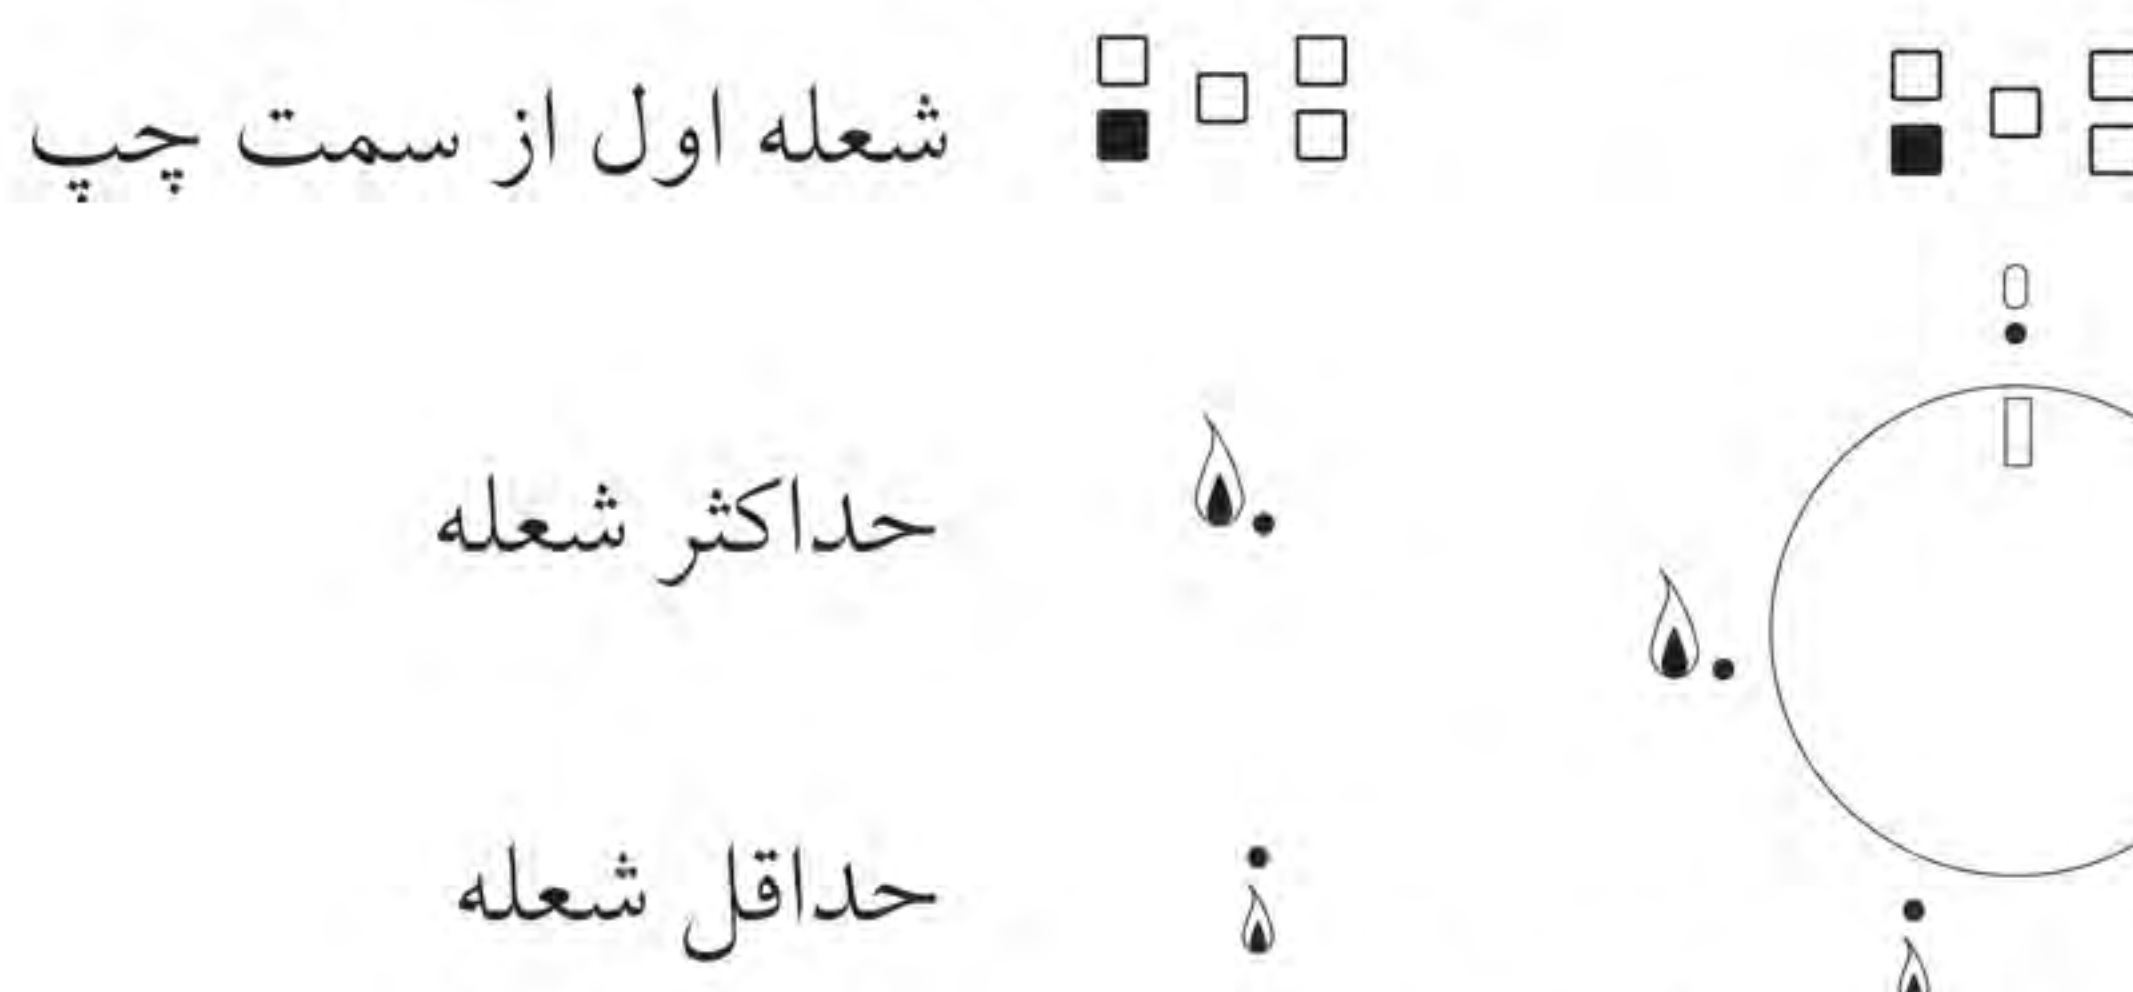 شعله اول از سمت چپ
حداکثر شعله
حداقل شعله